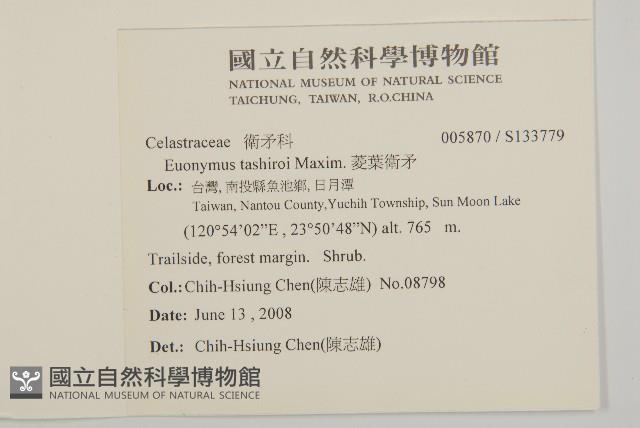 國立自然科學博物館
NATIONAL MUSEUM OF NATURAL SCIENCE
TAICHUNG, TAIWAN, R.O.CHINA
Celastraceae 衛矛科 005870 / S133779
Euonymus tashiroi Maxim. 菱葉衛矛
Loc.: 台灣, 南投縣魚池鄉, 日月潭
Taiwan, Nantou County,Yuchih Township, Sun Moon Lake
(120°54’02”E , 23°50’48”N) alt. 765 m.
Trailside, forest margin. Shrub.
Col.: Chih-Hsiung Chen(陳志雄) No.08798
Date: June 13 , 2008
Det.: Chih-Hsiung Chen(陳志雄)
國立自然科學博物館
NATIONAL MUSEUM OF NATURAL SCIENCE